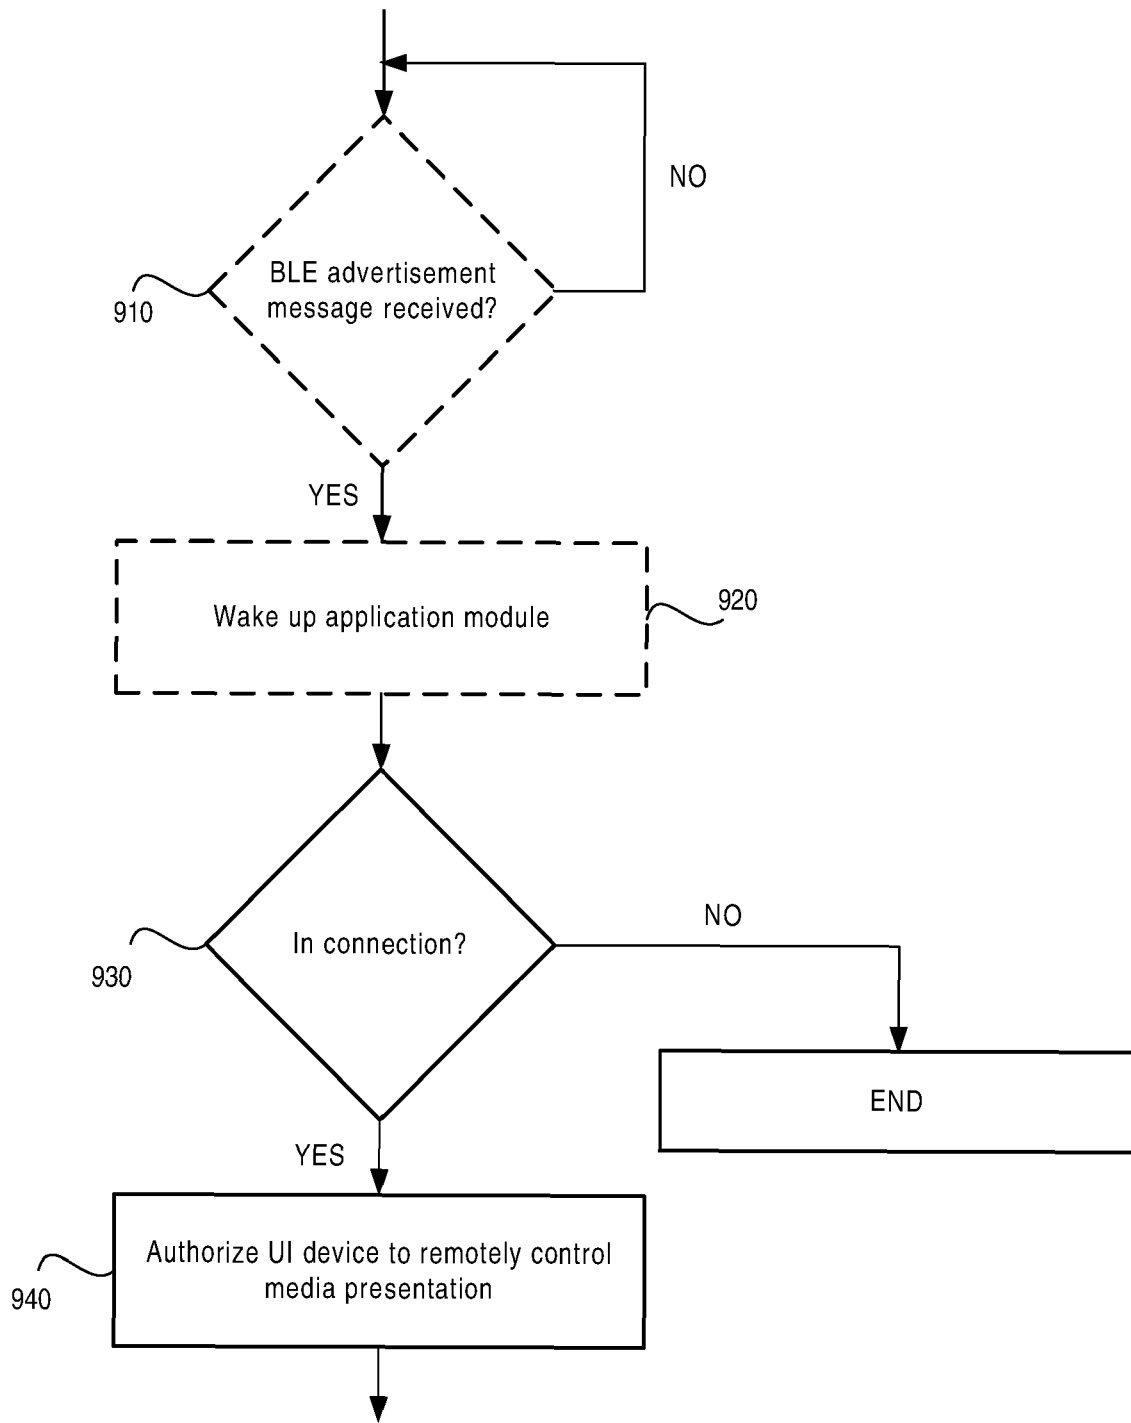 NO
BLE advertisement
message received?
910
YES
Wake up application module
920
In connection?
930
NO
END
YES
Authorize UI device to remotely control
media presentation
940